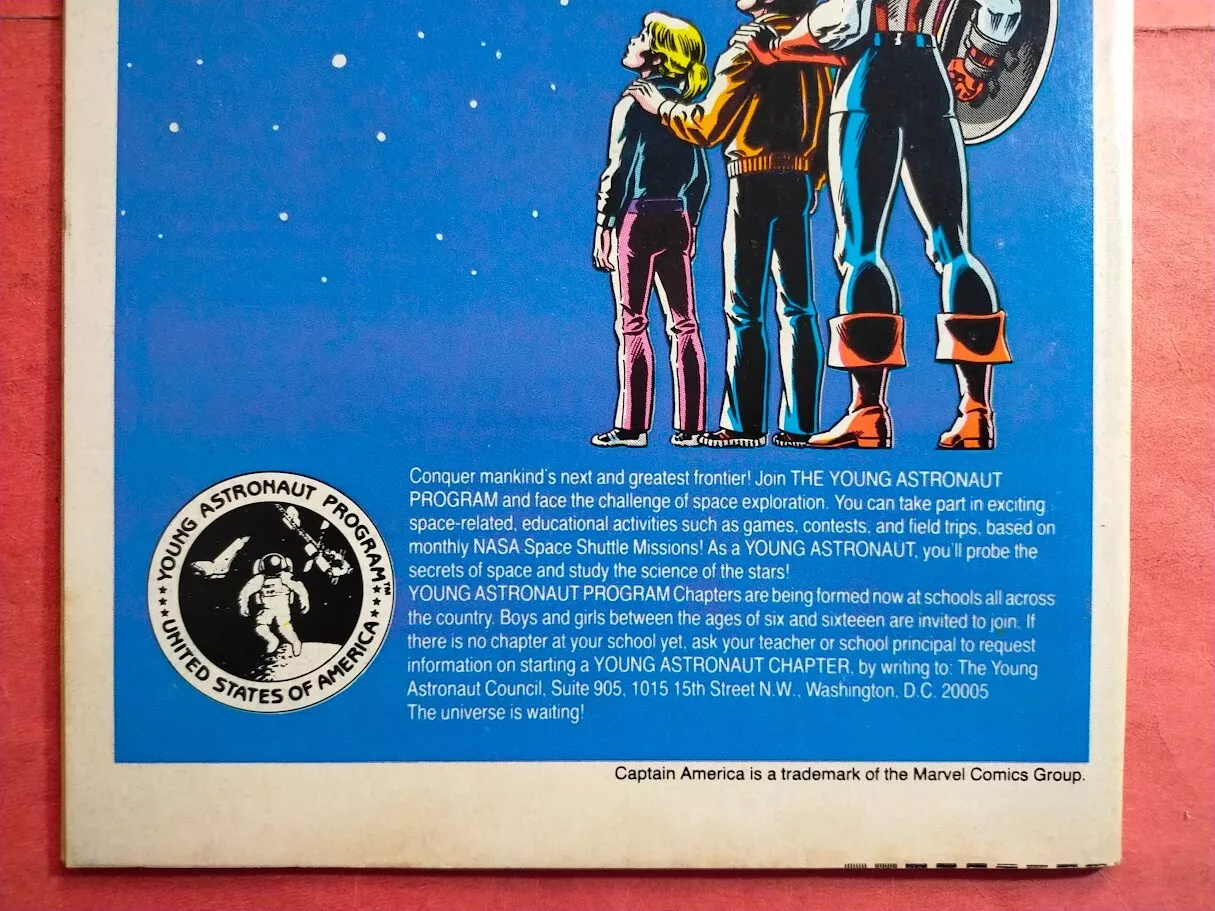 Conquer mankind's next and greatest frontier! Join THE YOUNG ASTRONAUT
PROGRAM and face the challenge of space exploration. You can take part in exciting
space-related, educational activities such as games, contests, and field trips, based on
monthly NASA Space Shuttle Missions! As a YOUNG ASTRONAUT, you'll probe the
secrets of space and study the science of the stars!
YOUNG ASTRONAUT PROGRAM Chapters are being formed now at schools all across
the country. Boys and girls between the ages of six and sixteeen are invited to join. If
there is no chapter at your school yet, ask your teacher or school principal to request
information on starting a YOUNG ASTRONAUT CHAPTER, by writing to: The Young
Astronaut Council, Suite 905, 1015 15th Street N.W., Washington, D.C. 20005
The universe is waiting!
YOUNG ASTRONAUT PROGRAM™
UNITED STATES OF AMERICA
Captain America is a trademark of the Marvel Comics Group.